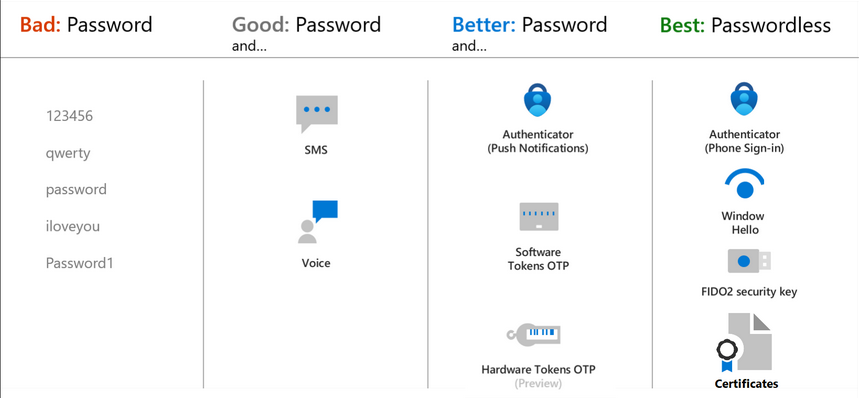 Bad: Password
Good: Password
and...
Better: Password
and...
Best: Passwordless
123456
qwerty
password
iloveyou
Password1
SMS
Voice
Authenticator
(Push Notifications)
Software
Tokens OTP
Hardware Tokens OTP
(Preview)
Authenticator
(Phone Sign-in)
Window
Hello
FIDO2 security key
Certificates